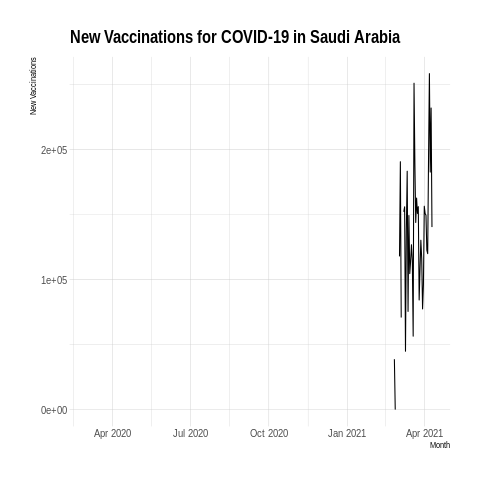 New Vaccinations for COVID-19 in Saudi Arabia
New Vaccinations
2e+05
1e+05
0e+00
Apr 2020 Jul 2020 Oct 2020 Jan 2021 Apr 2021
Month